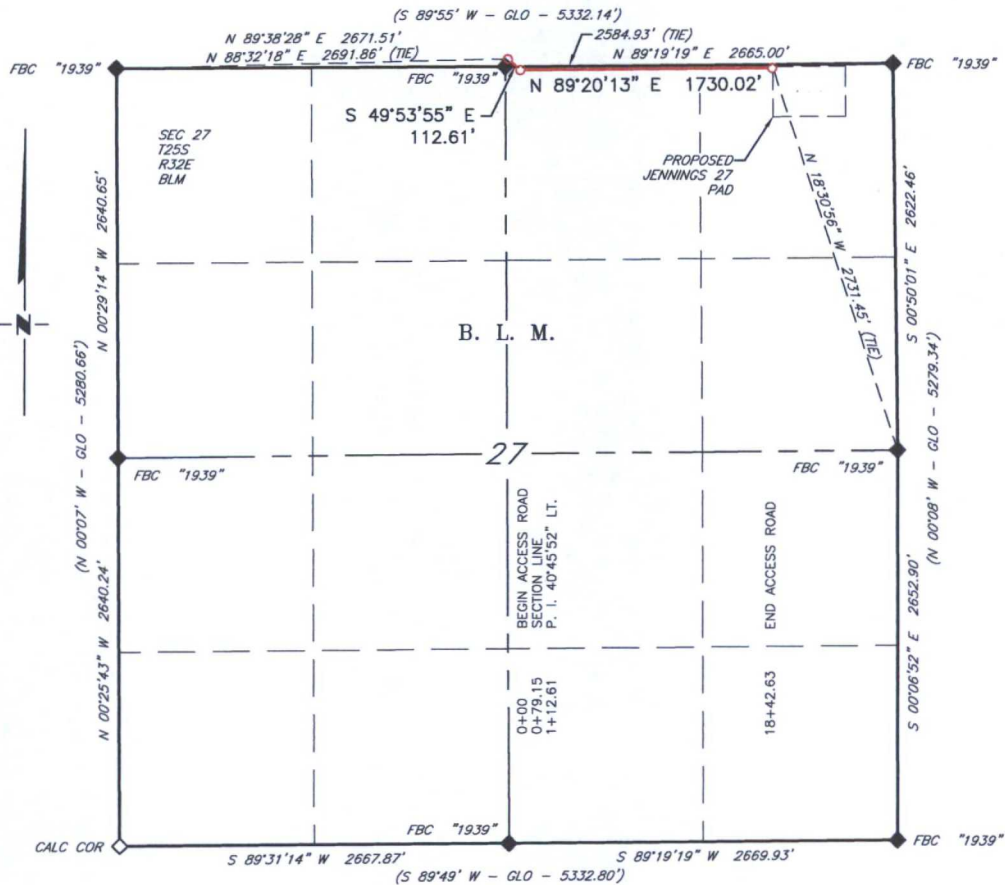 (S 89°55' W - GLO - 5332.14')
N 89°38'28" E 2671.51'
2584.93' (TIE)
N 88°32'18" E 2691.86' (TIE)
N 89°19'19" E 2665.00'
FBC "1939"
FBC "1939"
FBC "1939"
N 89°20'13" E 1730.02'
S 49°53'55" E
112.61'
SEC 27
T25S
R32E
BLM
PROPOSED
JENNINGS 27
PAD
N 18°30'56" W 2731.45' (TIE)
N 00°29'14" W 2640.65'
S 00°50'01" E 2622.46'
N
B. L. M.
(N 00°07' W - GLO - 5280.66')
(N 00°08' W - GLO - 5279.34')
27
FBC "1939"
FBC "1939"
N 00°25'43" W 2640.24'
S 00°06'52" E 2652.90'
0+00 BEGIN ACCESS ROAD
0+79.15 SECTION LINE
1+12.61 P. I. 40°45'52" LT.
18+42.63 END ACCESS ROAD
CALC COR
FBC "1939"
FBC "1939"
S 89°31'14" W 2667.87'
S 89°19'19" W 2669.93'
(S 89°49' W - GLO - 5332.80')